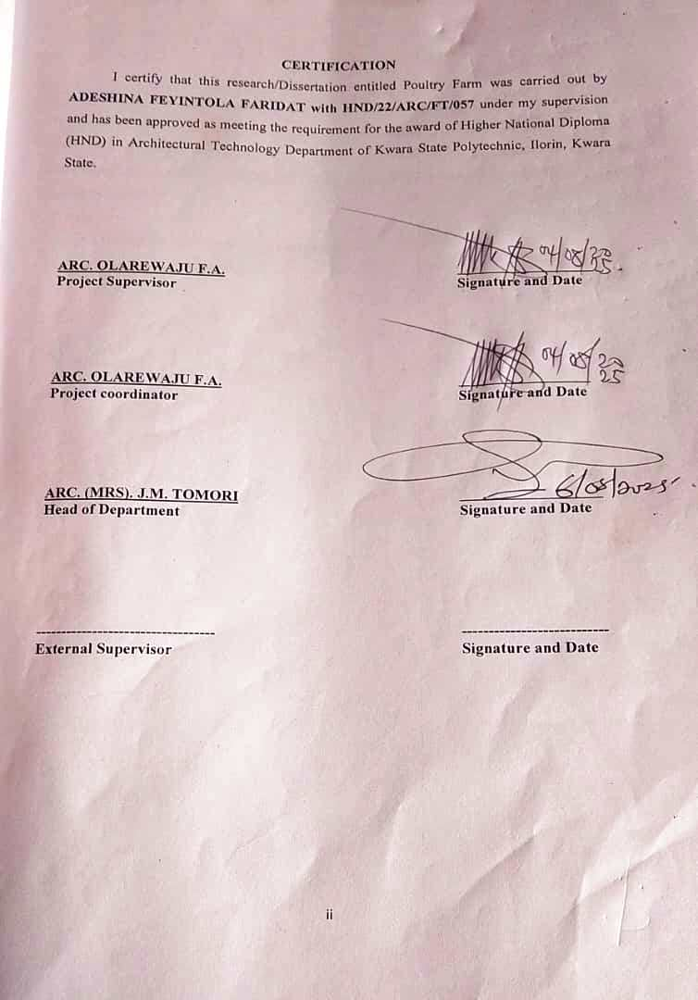 CERTIFICATION
I certify that this research/Dissertation entitled Poultry Farm was carried out by
ADESHINA FEYINTOLA FARIDAT with HND/22/ARC/FT/057 under my supervision
and has been approved as meeting the requirement for the award of Higher National Diploma
(HND) in Architectural Technology Department of Kwara State Polytechnic, Ilorin, Kwara
State.
04/08/2025.
ARC. OLAREWAJU F.A.
Project Supervisor
Signature and Date
04/08/2025
ARC. OLAREWAJU F.A.
Project coordinator
Signature and Date
6/08/2025
ARC. (MRS). J.M. TOMORI
Head of Department
Signature and Date
External Supervisor
Signature and Date
ii